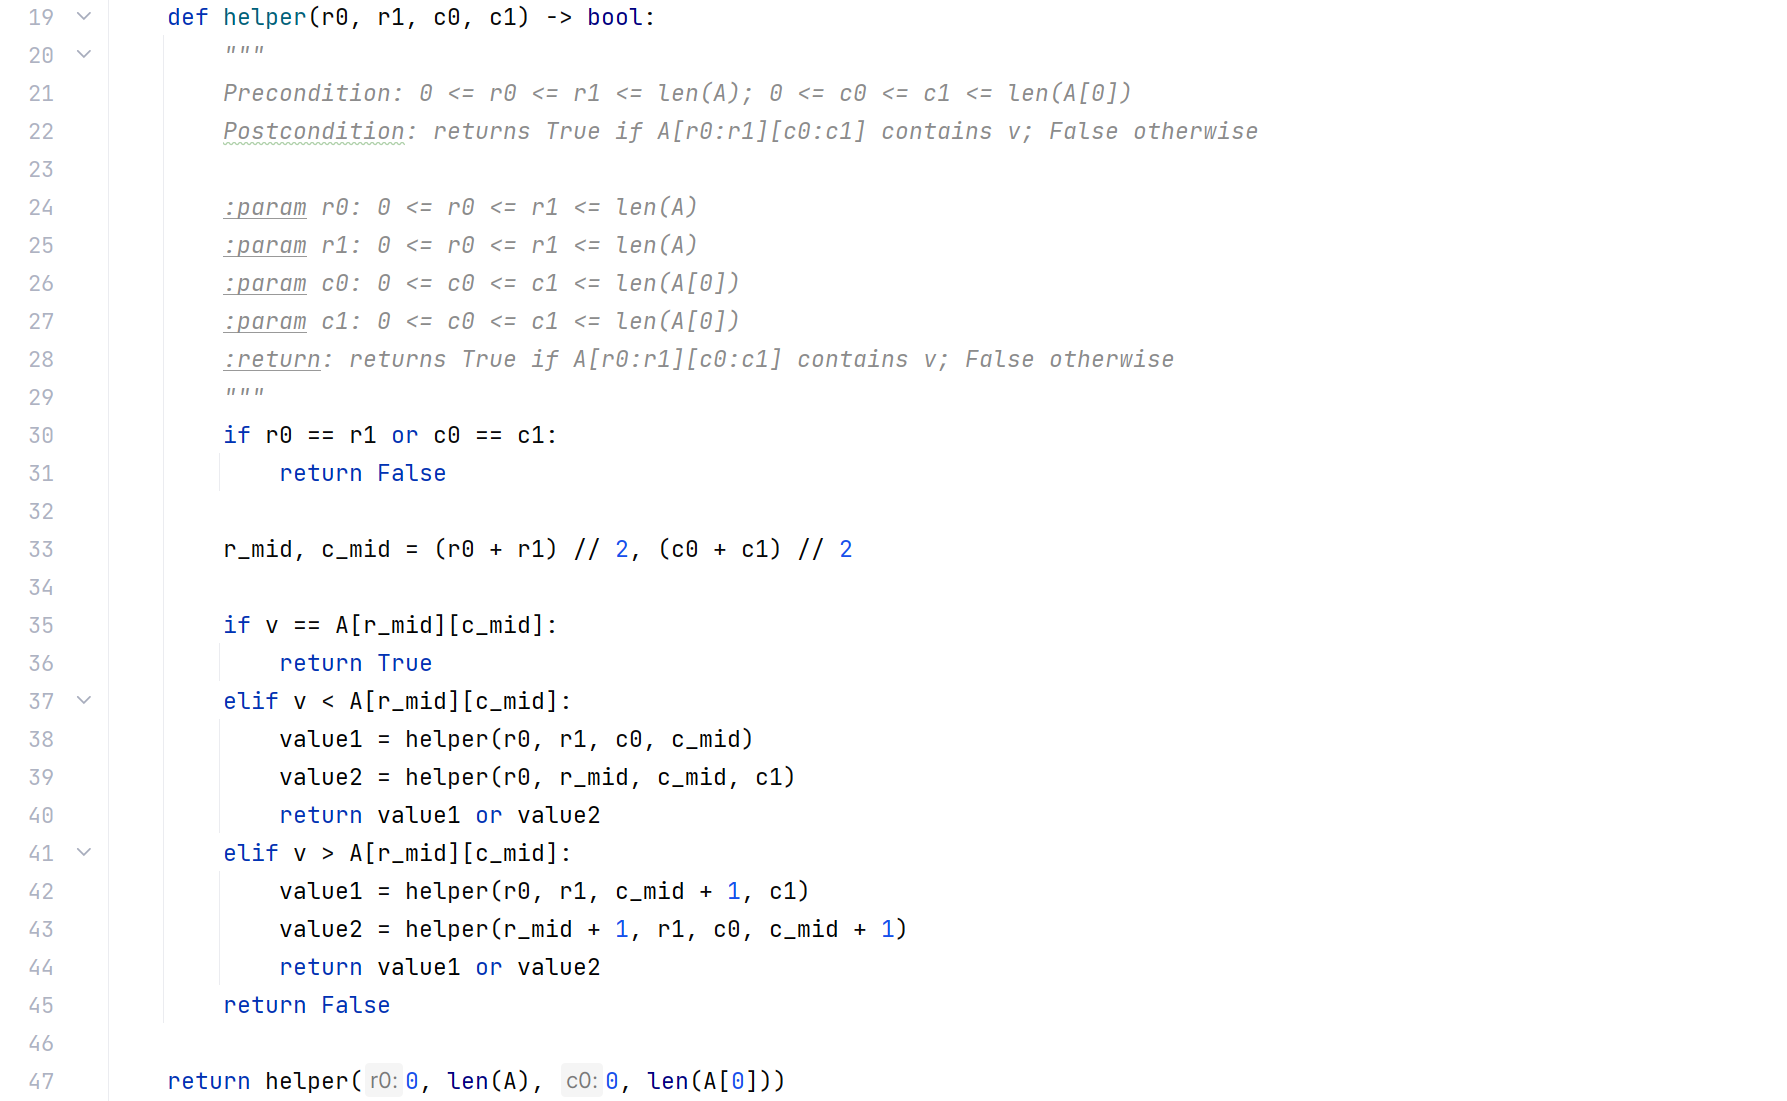 19 def helper(r0, r1, c0, c1) -> bool:
20 """
21 Precondition: 0 <= r0 <= r1 <= len(A); 0 <= c0 <= c1 <= len(A[0])
22 Postcondition: returns True if A[r0:r1][c0:c1] contains v; False otherwise
23
24 :param r0: 0 <= r0 <= r1 <= len(A)
25 :param r1: 0 <= r0 <= r1 <= len(A)
26 :param c0: 0 <= c0 <= c1 <= len(A[0])
27 :param c1: 0 <= c0 <= c1 <= len(A[0])
28 :return: returns True if A[r0:r1][c0:c1] contains v; False otherwise
29 """
30 if r0 == r1 or c0 == c1:
31 return False
32
33 r_mid, c_mid = (r0 + r1) // 2, (c0 + c1) // 2
34
35 if v == A[r_mid][c_mid]:
36 return True
37 elif v < A[r_mid][c_mid]:
38 value1 = helper(r0, r1, c0, c_mid)
39 value2 = helper(r0, r_mid, c_mid, c1)
40 return value1 or value2
41 elif v > A[r_mid][c_mid]:
42 value1 = helper(r0, r1, c_mid + 1, c1)
43 value2 = helper(r_mid + 1, r1, c0, c_mid + 1)
44 return value1 or value2
45 return False
46
47 return helper( r0: 0, len(A), c0: 0, len(A[0]))